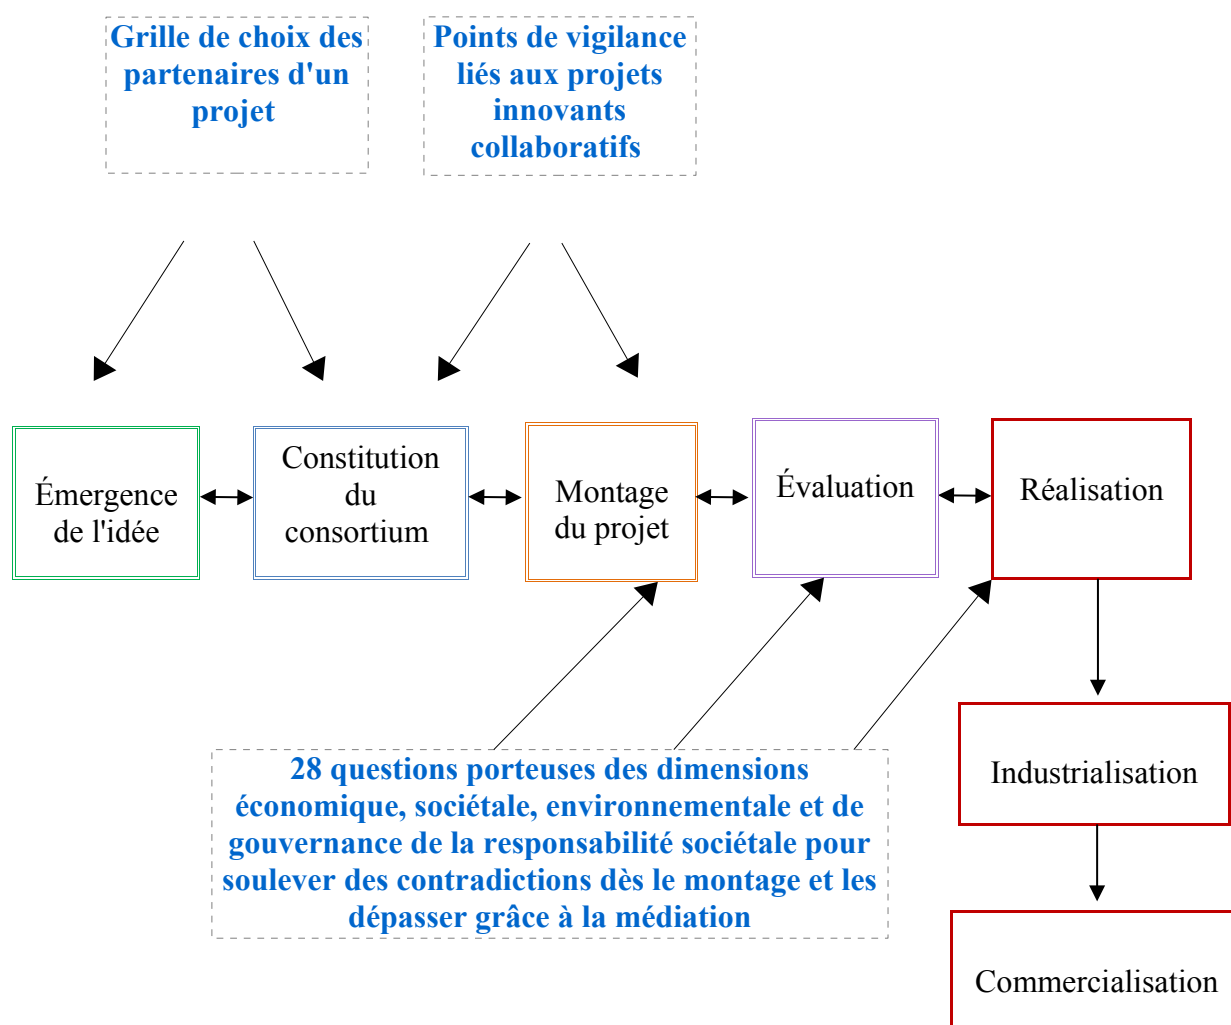 Grille de choix des
partenaires d'un
projet
Points de vigilance
liés aux projets
innovants
collaboratifs
Émergence
de l'idée
Constitution
du
consortium
Montage
du projet
Évaluation
Réalisation
28 questions porteuses des dimensions
économique, sociétale, environnementale et de
gouvernance de la responsabilité sociétale pour
soulever des contradictions dès le montage et les
dépasser grâce à la médiation
Industrialisation
Commercialisation